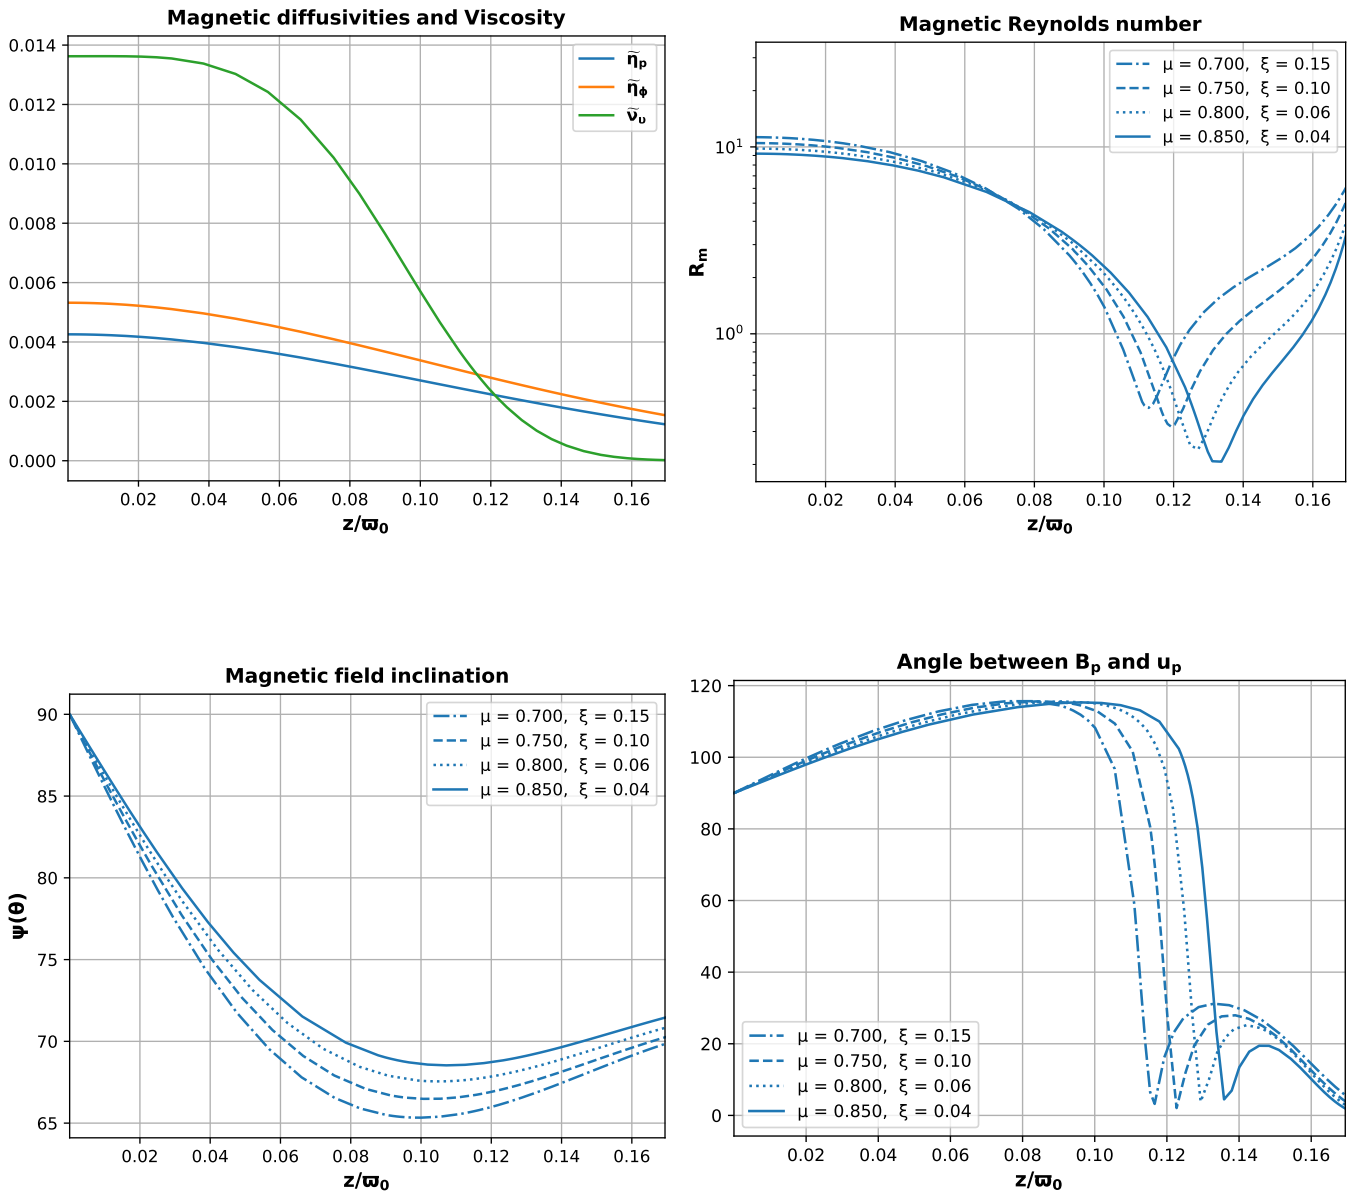 Magnetic diffusivities and Viscosity
0.014
0.012
0.010
0.008
0.006
0.004
0.002
0.000
0.02 0.04 0.06 0.08 0.10 0.12 0.14 0.16
z/ϖ₀
η̃ₚ
η̃ᵩ
ν̃ᵤ
Magnetic Reynolds number
Rₘ
10¹
10⁰
0.02 0.04 0.06 0.08 0.10 0.12 0.14 0.16
z/ϖ₀
μ = 0.700, ξ = 0.15
μ = 0.750, ξ = 0.10
μ = 0.800, ξ = 0.06
μ = 0.850, ξ = 0.04
Magnetic field inclination
ψ(θ)
90
85
80
75
70
65
0.02 0.04 0.06 0.08 0.10 0.12 0.14 0.16
z/ϖ₀
μ = 0.700, ξ = 0.15
μ = 0.750, ξ = 0.10
μ = 0.800, ξ = 0.06
μ = 0.850, ξ = 0.04
Angle between Bₚ and uₚ
120
100
80
60
40
20
0
0.02 0.04 0.06 0.08 0.10 0.12 0.14 0.16
z/ϖ₀
μ = 0.700, ξ = 0.15
μ = 0.750, ξ = 0.10
μ = 0.800, ξ = 0.06
μ = 0.850, ξ = 0.04